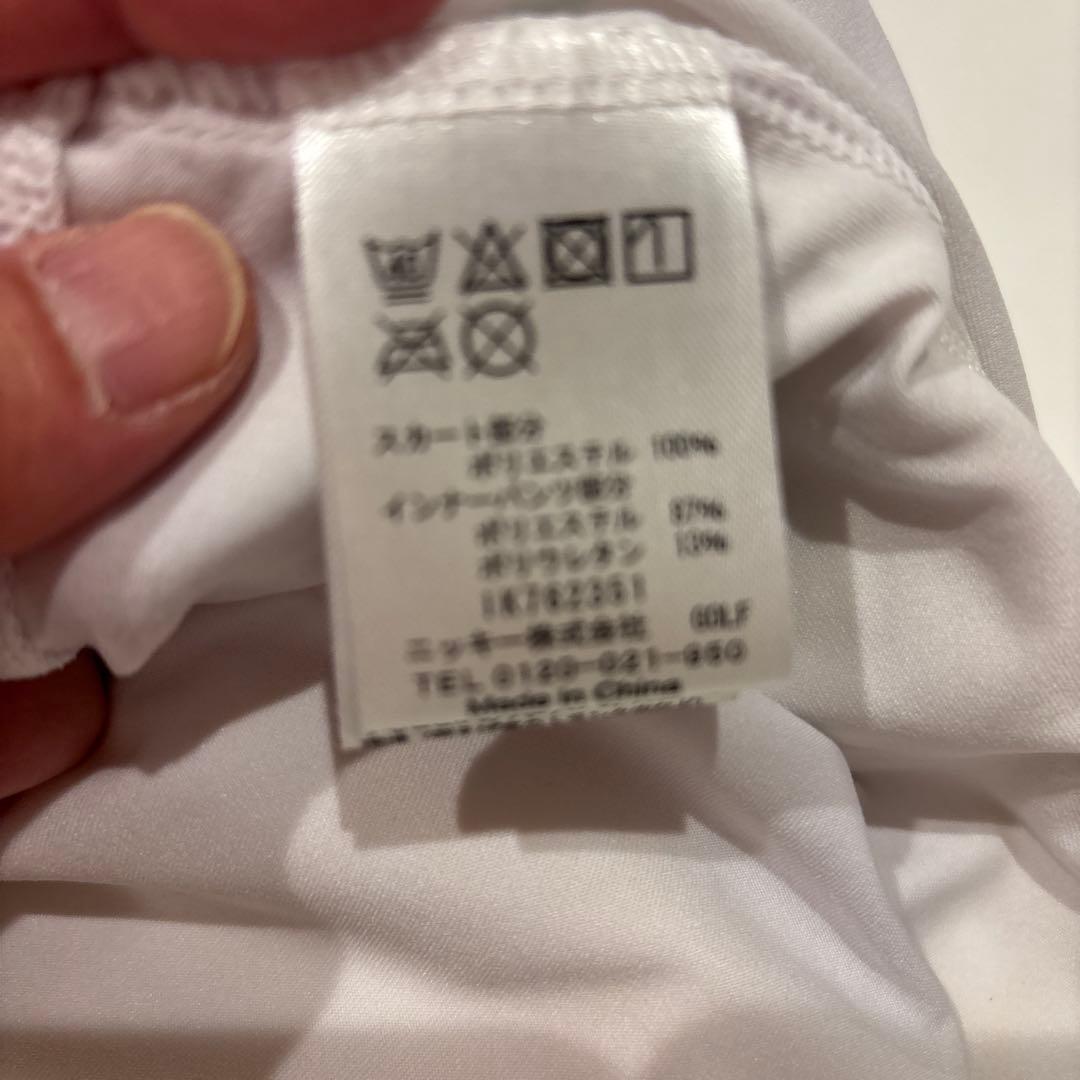 スカート部分
ポリエステル 100%
インナーパンツ部分
ポリエステル 87%
ポリウレタン 13%
1K762351
ニッキー株式会社 GOLF
TEL 0120-021-850
Made in China